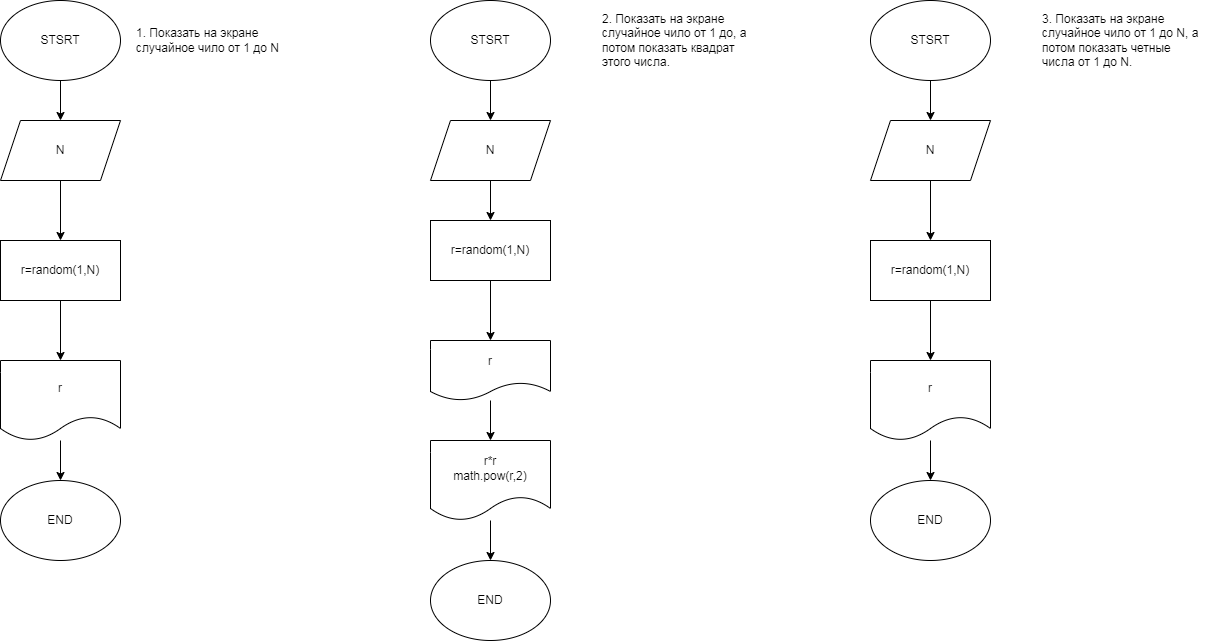 STSRT
1. Показать на экране
случайное чило от 1 до N
N
r=random(1,N)
r
END
STSRT
2. Показать на экране
случайное чило от 1 до, а
потом показать квадрат
этого числа.
N
r=random(1,N)
r
r*r
math.pow(r,2)
END
STSRT
3. Показать на экране
случайное чило от 1 до N, а
потом показать четные
числа от 1 до N.
N
r=random(1,N)
r
END